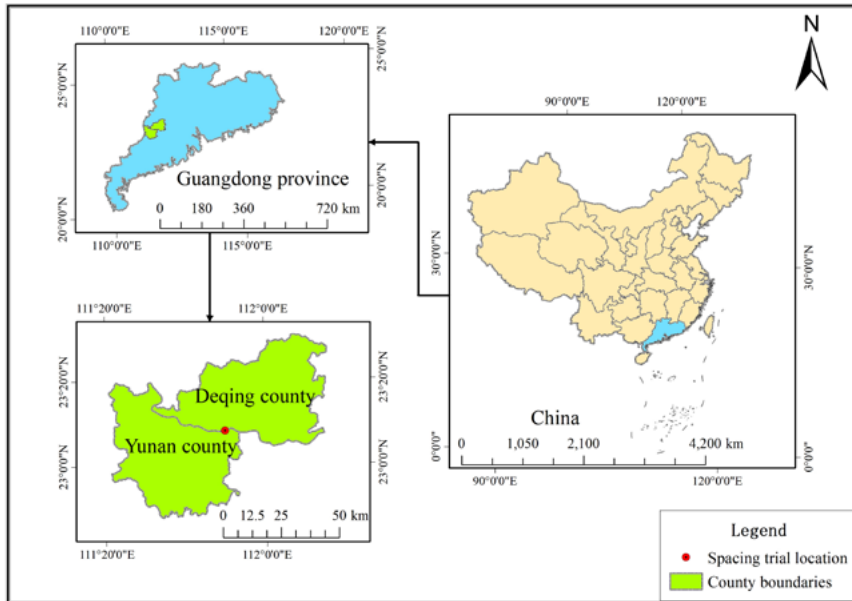 110°0'0"E 115°0'0"E 120°0'0"E
25°0'0"N
25°0'0"N
20°0'0"N
20°0'0"N
Guangdong province
0 180 360 720 km
110°0'0"E 115°0'0"E
N
90°0'0"E 120°0'0"E
30°0'0"N
30°0'0"N
0°0'0"
0°0'0"
China
0 1,050 2,100 4,200 km
90°0'0"E 120°0'0"E
111°20'0"E 112°0'0"E
23°20'0"N
23°20'0"N
23°0'0"N
23°0'0"N
Deqing county
Yunan county
0 12.5 25 50 km
111°20'0"E 112°0'0"E
Legend
Spacing trial location
County boundaries